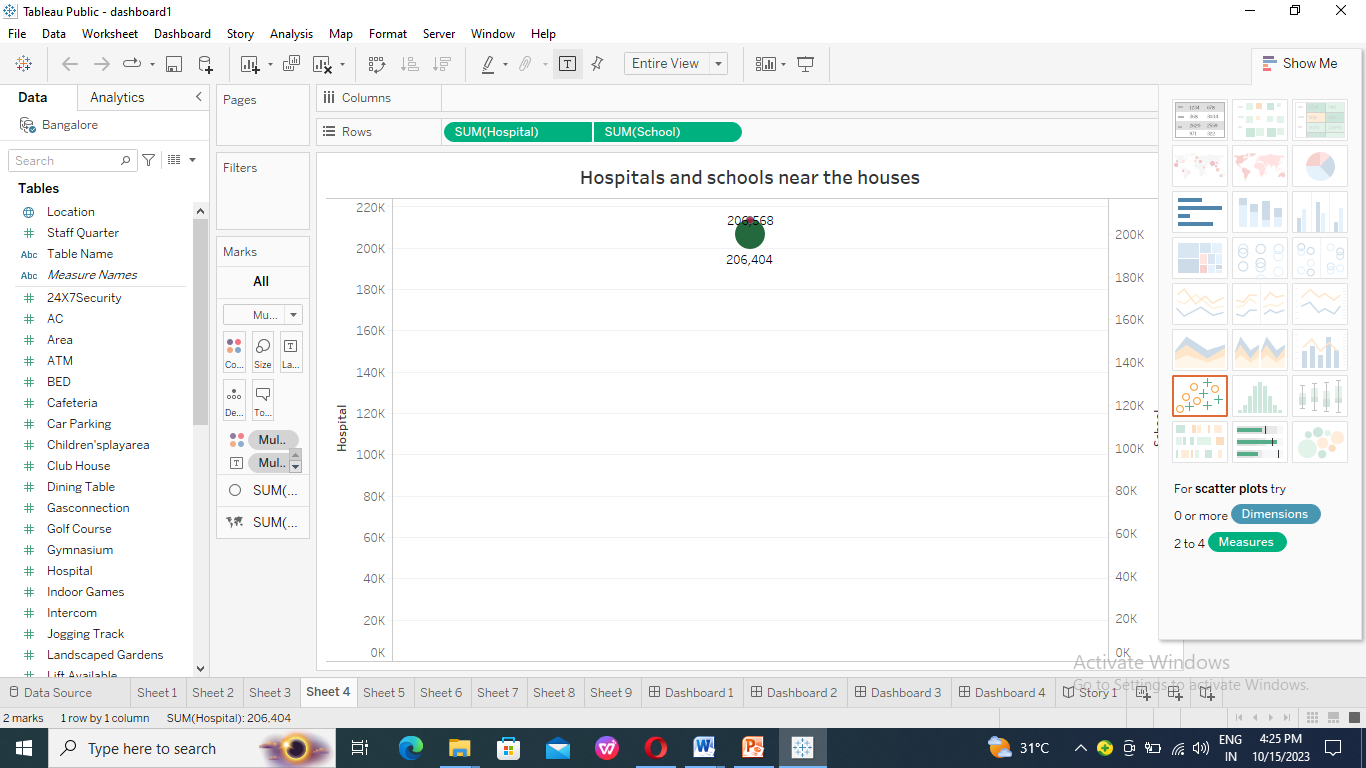 Tableau Public - dashboard1
File Data Worksheet Dashboard Story Analysis Map Format Server Window Help
Entire View
Show Me
Data Analytics
Bangalore
Search
Tables
Location
Staff Quarter
Abc Table Name
Abc Measure Names
24X7Security
AC
Area
ATM
BED
Cafeteria
Car Parking
Children'splayarea
Club House
Dining Table
Gasconnection
Golf Course
Gymnasium
Hospital
Indoor Games
Intercom
Jogging Track
Landscaped Gardens
Lift Available
Pages
Filters
Marks
All
Mu...
Co... Size La...
De... To...
Mul..
Mul..
SUM(...
SUM(...
Columns
Rows SUM(Hospital) SUM(School)
Hospitals and schools near the houses
Hospital
220K
200K
180K
160K
140K
120K
100K
80K
60K
40K
20K
0K
206,568
206,404
200K
180K
160K
140K
120K
100K
80K
60K
40K
20K
0K
For scatter plots try
0 or more Dimensions
2 to 4 Measures
Activate Windows
Go to Settings to activate Windows.
Data Source Sheet 1 Sheet 2 Sheet 3 Sheet 4 Sheet 5 Sheet 6 Sheet 7 Sheet 8 Sheet 9 Dashboard 1 Dashboard 2 Dashboard 3 Dashboard 4 Story 1
2 marks 1 row by 1 column SUM(Hospital): 206,404
Type here to search
31°C
ENG
IN
4:25 PM
10/15/2023